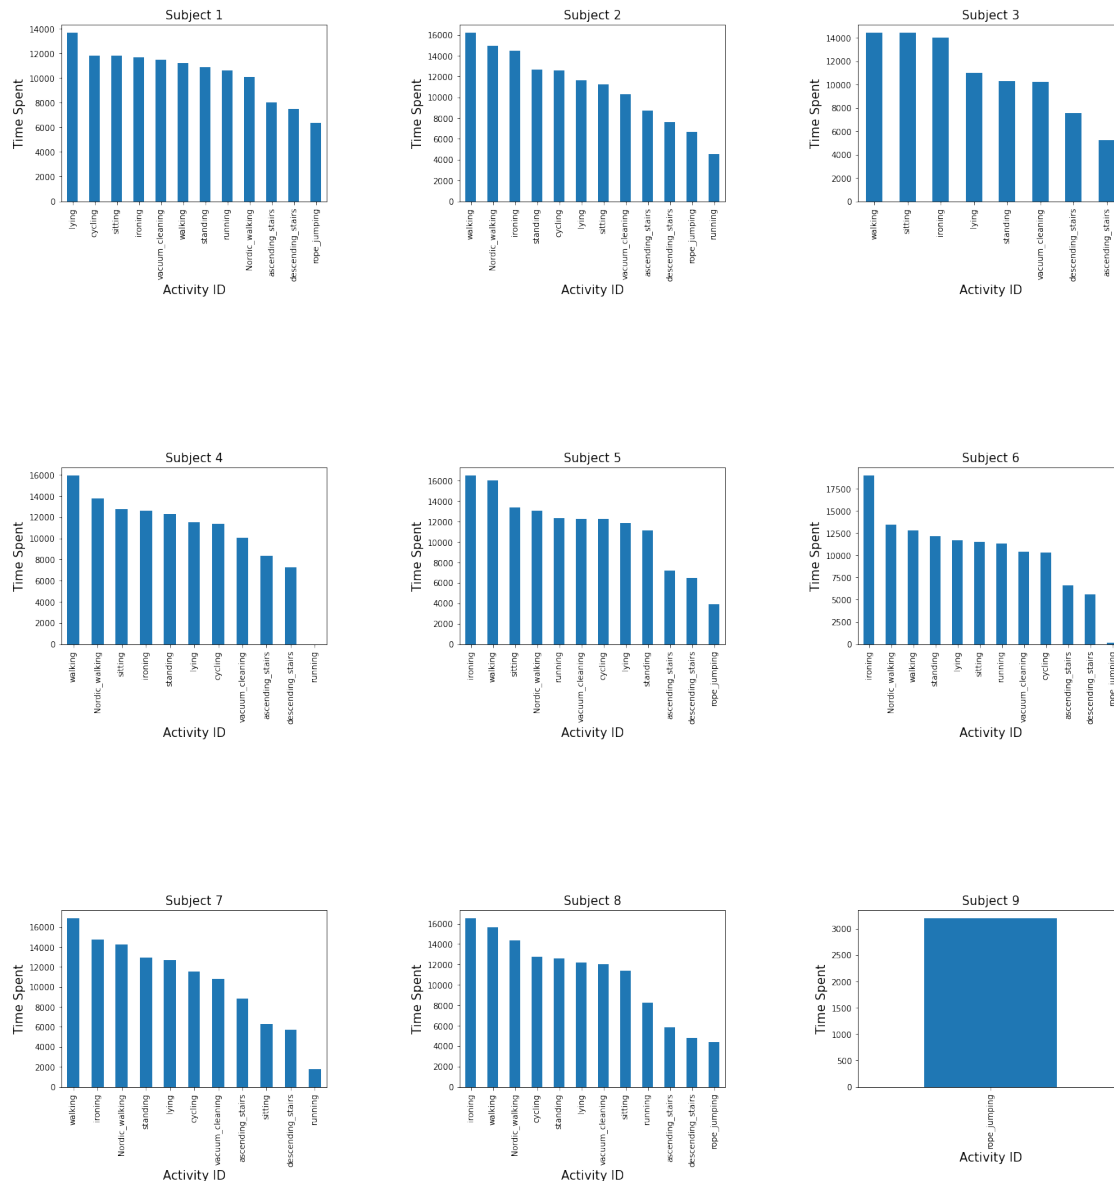 Subject 1
Time Spent
14000
12000
10000
8000
6000
4000
2000
0
lying
cycling
sitting
ironing
vacuum_cleaning
walking
standing
running
Nordic_walking
ascending_stairs
descending_stairs
rope_jumping
Activity ID
Subject 2
Time Spent
16000
14000
12000
10000
8000
6000
4000
2000
0
walking
Nordic_walking
ironing
standing
cycling
lying
sitting
vacuum_cleaning
ascending_stairs
descending_stairs
rope_jumping
running
Activity ID
Subject 3
Time Spent
14000
12000
10000
8000
6000
4000
2000
0
walking
sitting
ironing
lying
standing
vacuum_cleaning
descending_stairs
ascending_stairs
Activity ID
Subject 4
Time Spent
16000
14000
12000
10000
8000
6000
4000
2000
0
walking
Nordic_walking
sitting
ironing
standing
lying
cycling
vacuum_cleaning
ascending_stairs
descending_stairs
running
Activity ID
Subject 5
Time Spent
16000
14000
12000
10000
8000
6000
4000
2000
0
ironing
walking
sitting
Nordic_walking
running
vacuum_cleaning
cycling
lying
standing
ascending_stairs
descending_stairs
rope_jumping
Activity ID
Subject 6
Time Spent
17500
15000
12500
10000
7500
5000
2500
0
ironing
Nordic_walking
walking
standing
lying
sitting
running
vacuum_cleaning
cycling
ascending_stairs
descending_stairs
rope_jumping
Activity ID
Subject 7
Time Spent
16000
14000
12000
10000
8000
6000
4000
2000
0
walking
ironing
Nordic_walking
standing
lying
cycling
vacuum_cleaning
ascending_stairs
sitting
descending_stairs
running
Activity ID
Subject 8
Time Spent
16000
14000
12000
10000
8000
6000
4000
2000
0
ironing
walking
Nordic_walking
cycling
standing
lying
vacuum_cleaning
sitting
running
ascending_stairs
descending_stairs
rope_jumping
Activity ID
Subject 9
Time Spent
3000
2500
2000
1500
1000
500
0
rope_jumping
Activity ID